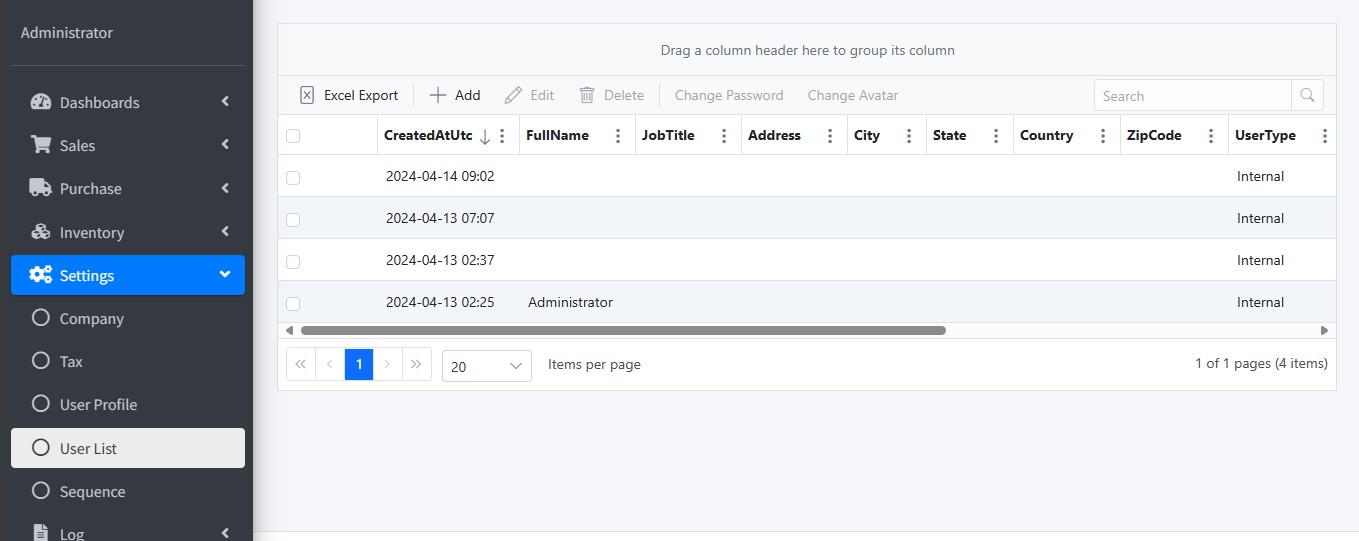 Administrator
Dashboards
Sales
Purchase
Inventory
Settings
Company
Tax
User Profile
User List
Sequence
Log
Drag a column header here to group its column
Excel Export Add Edit Delete Change Password Change Avatar Search
CreatedAtUtc FullName JobTitle Address City State Country ZipCode UserType
2024-04-14 09:02 Internal
2024-04-13 07:07 Internal
2024-04-13 02:37 Internal
2024-04-13 02:25 Administrator Internal
1 20 Items per page 1 of 1 pages (4 items)